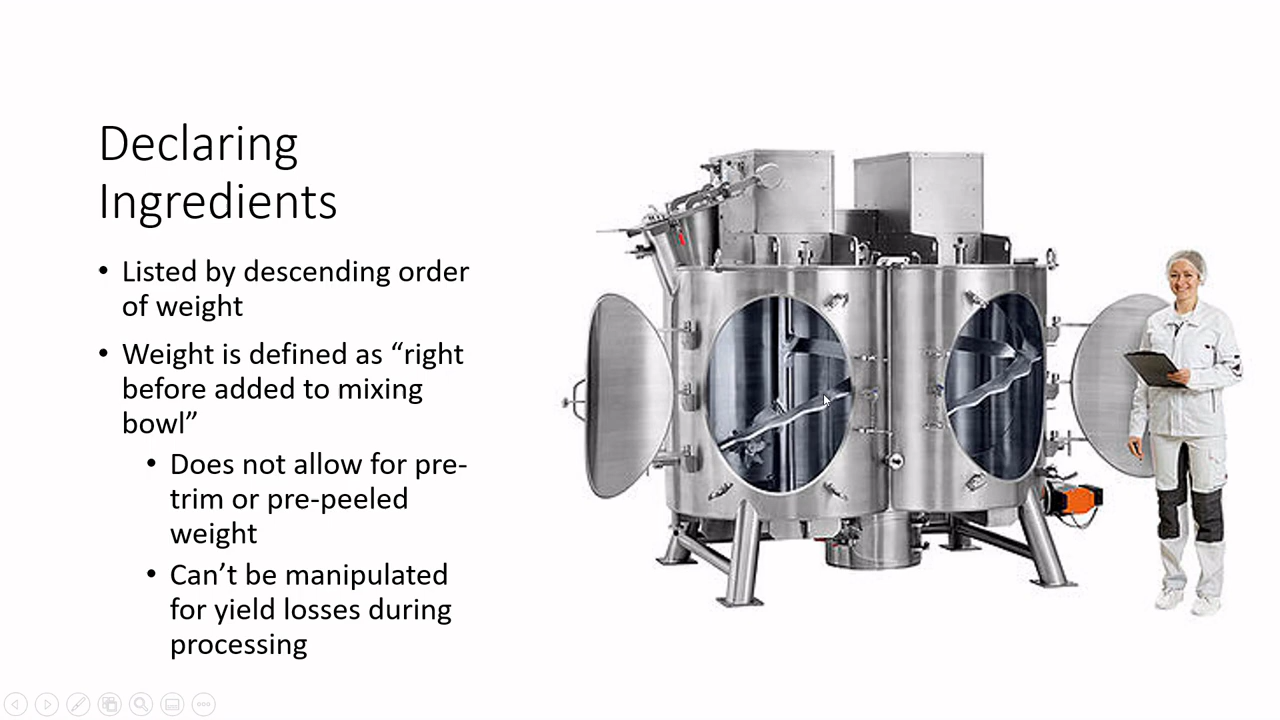 Declaring
Ingredients
• Listed by descending order
of weight
• Weight is defined as “right
before added to mixing
bowl”
• Does not allow for pre-
trim or pre-peeled
weight
• Can’t be manipulated
for yield losses during
processing